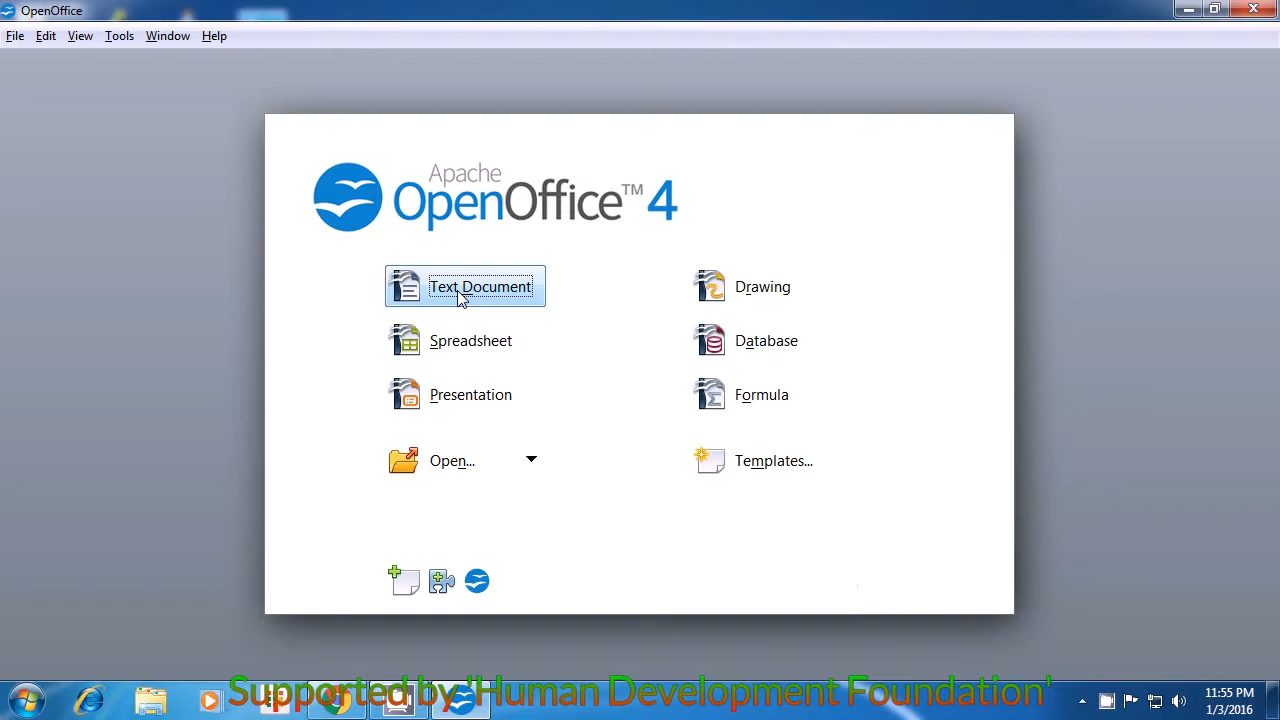 OpenOffice
File Edit View Tools Window Help
Apache
OpenOffice™ 4
Text Document
Drawing
Spreadsheet
Database
Presentation
Formula
Open...
Templates...
Supported by 'Human Development Foundation'
11:55 PM
1/3/2016